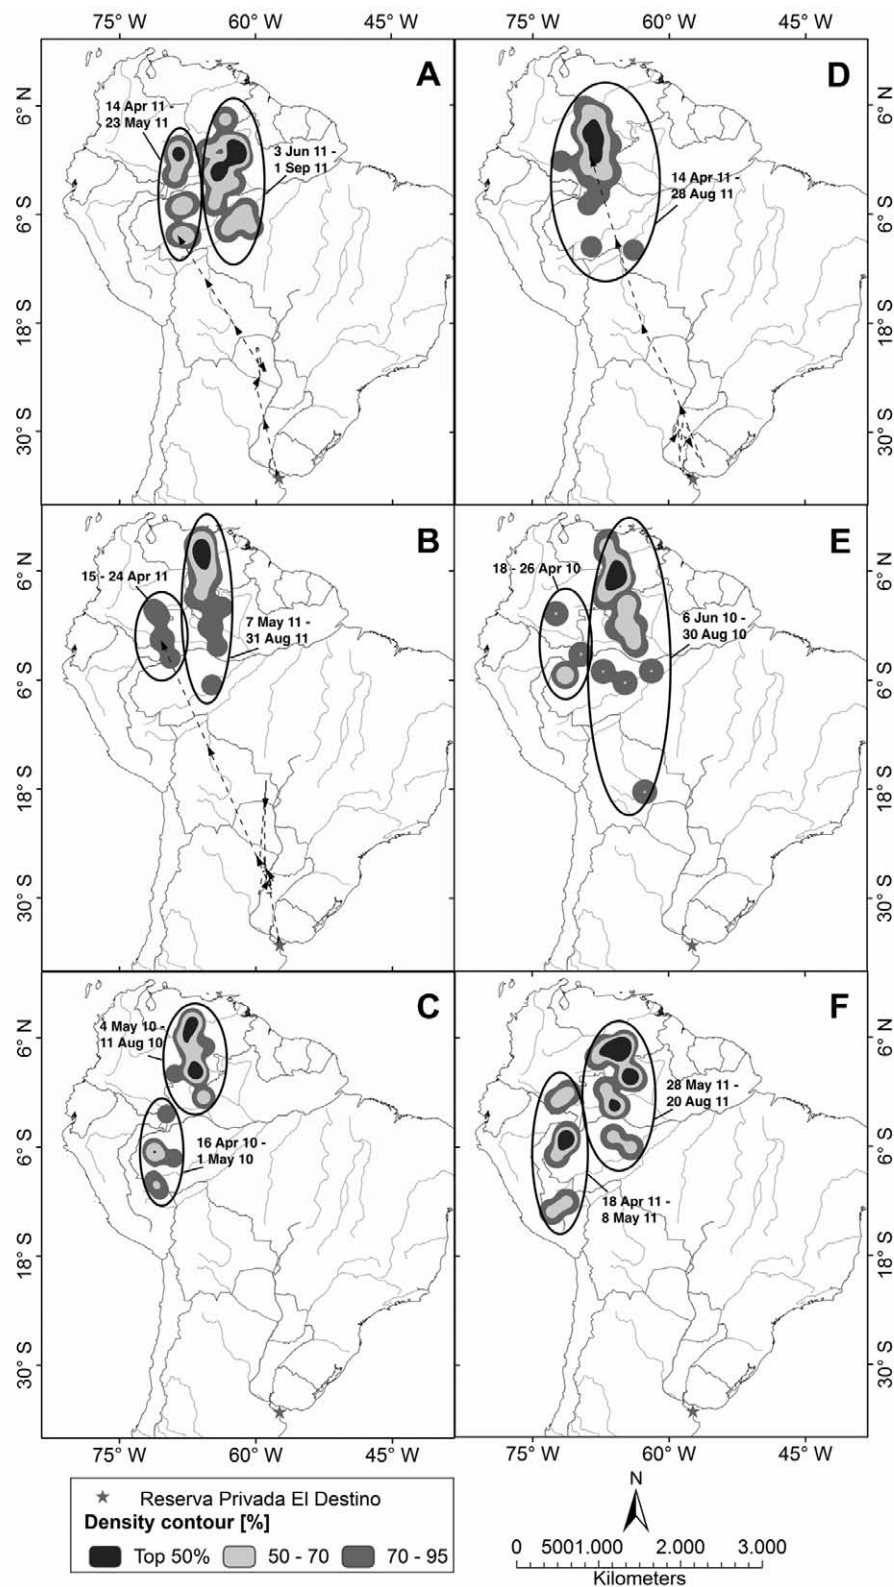 75° W 60° W 45° W 75° W 60° W 45° W
A
14 Apr 11 -
23 May 11
3 Jun 11 -
1 Sep 11
6° N
6° S
18° S
30° S
D
14 Apr 11 -
28 Aug 11
6° N
6° S
18° S
30° S
B
15 - 24 Apr 11
7 May 11 -
31 Aug 11
6° N
6° S
18° S
30° S
E
18 - 26 Apr 10
6 Jun 10 -
30 Aug 10
6° N
6° S
18° S
30° S
C
4 May 10 -
11 Aug 10
16 Apr 10 -
1 May 10
6° N
6° S
18° S
30° S
F
28 May 11 -
20 Aug 11
18 Apr 11 -
8 May 11
6° N
6° S
18° S
30° S
75° W 60° W 45° W 75° W 60° W 45° W
Reserva Privada El Destino
Density contour [%]
Top 50% 50 - 70 70 - 95
N
0 500 1.000 2.000 3.000
Kilometers